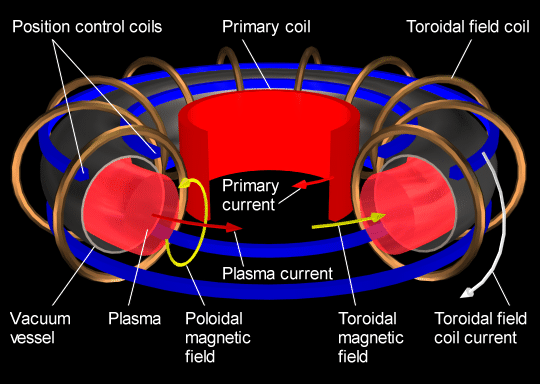 Position control coils
Primary coil
Toroidal field coil
Primary
current
Plasma current
Vacuum
vessel
Plasma
Poloidal
magnetic
field
Toroidal
magnetic
field
Toroidal field
coil current